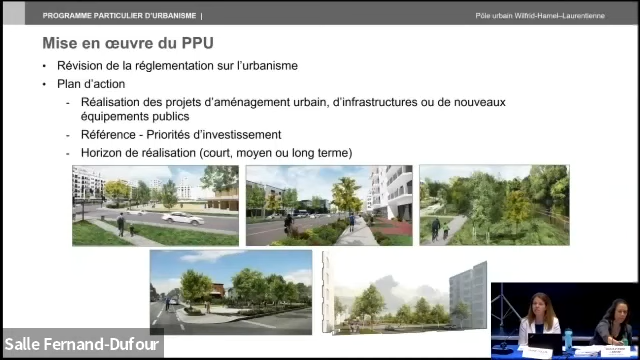 PROGRAMME PARTICULIER D'URBANISME |
Pôle urbain Wilfrid-Hamel–Laurentienne
Mise en œuvre du PPU
• Révision de la réglementation sur l'urbanisme
• Plan d'action
- Réalisation des projets d'aménagement urbain, d'infrastructures ou de nouveaux
équipements publics
- Référence - Priorités d'investissement
- Horizon de réalisation (court, moyen ou long terme)
Salle Fernand-Dufour